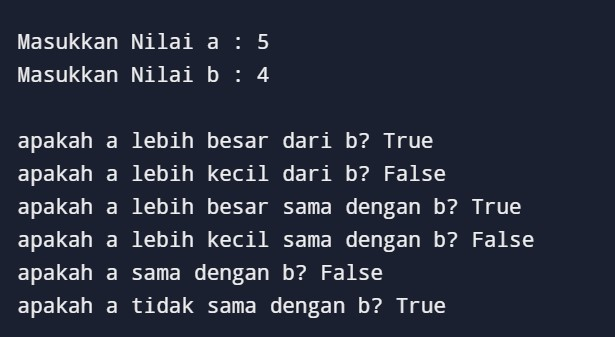 Masukkan Nilai a : 5
Masukkan Nilai b : 4
apakah a lebih besar dari b? True
apakah a lebih kecil dari b? False
apakah a lebih besar sama dengan b? True
apakah a lebih kecil sama dengan b? False
apakah a sama dengan b? False
apakah a tidak sama dengan b? True